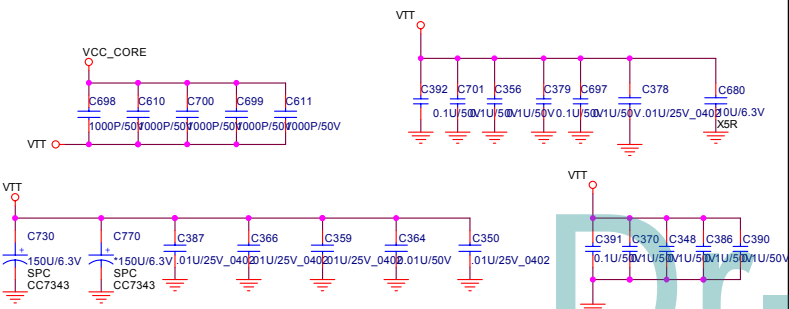 VCC_CORE
C698 C610 C700 C699 C611
1000P/50V 1000P/50V 1000P/50V 1000P/50V 1000P/50V
VTT
VTT
C392 C701 C356 C379 C697 C378 C680
0.1U/50V 0.1U/50V 0.1U/50V 0.1U/50V .01U/25V_0402 10U/6.3V
X5R
VTT
C730 C770 C387 C366 C359 C364 C350
+ +
150U/6.3V *150U/6.3V .01U/25V_0402 .01U/25V_0402 .01U/25V_0402 0.01U/50V .01U/25V_0402
SPC SPC
CC7343 CC7343
VTT
C391 C370 C348 C386 C390
0.1U/50V 0.1U/50V 0.1U/50V 0.1U/50V 0.1U/50V
Dr